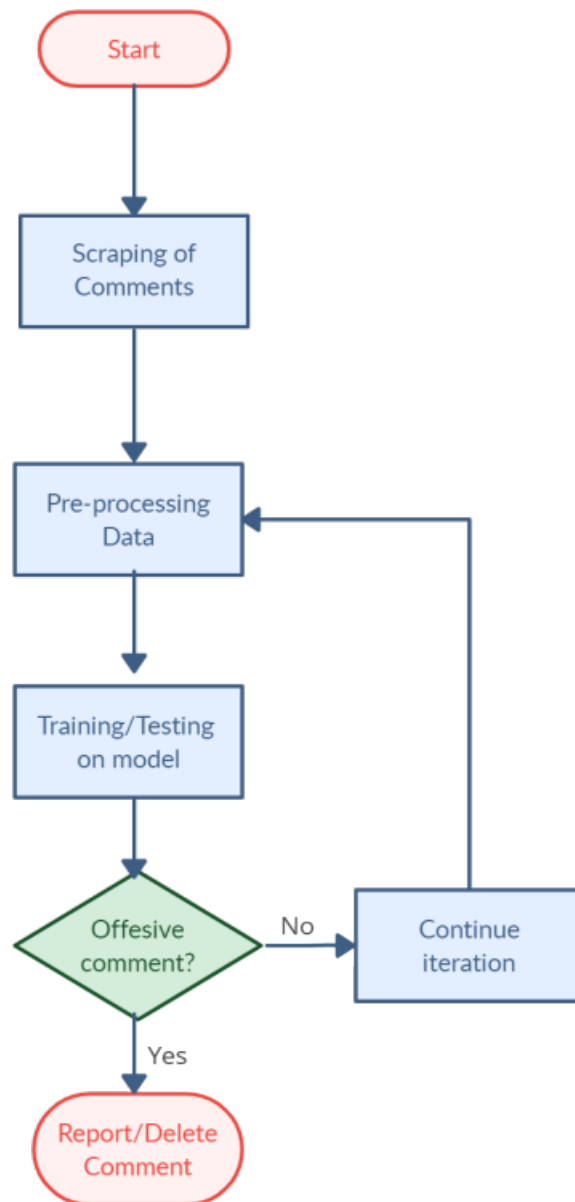 Start
Scraping of
Comments
Pre-processing
Data
Training/Testing
on model
Offesive
comment?
No
Continue
iteration
Yes
Report/Delete
Comment